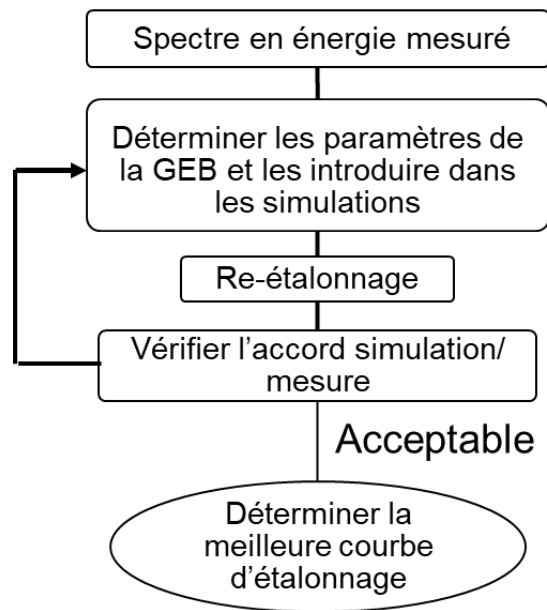 Spectre en énergie mesuré
Déterminer les paramètres de
la GEB et les introduire dans
les simulations
Re-étalonnage
Vérifier l'accord simulation/
mesure
Acceptable
Déterminer la
meilleure courbe
d'étalonnage